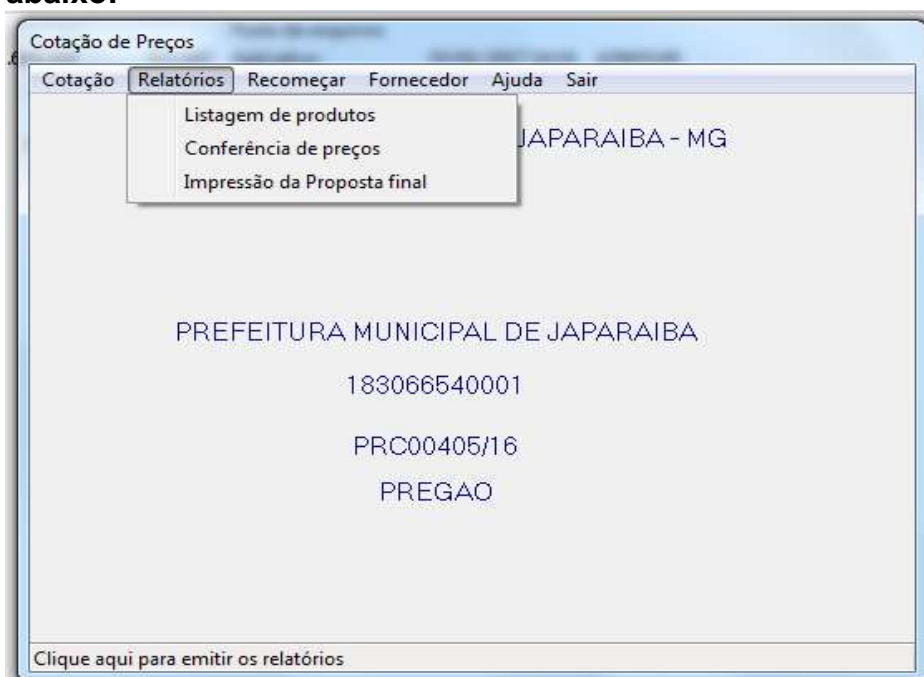 abaixo.
Cotação de Preços
Cotação Relatórios Recomeçar Fornecedor Ajuda Sair
Listagem de produtos
Conferência de preços
Impressão da Proposta final
JAPARAIBA - MG
PREFEITURA MUNICIPAL DE JAPARAIBA
183066540001
PRC00405/16
PREGAO
Clique aqui para emitir os relatórios